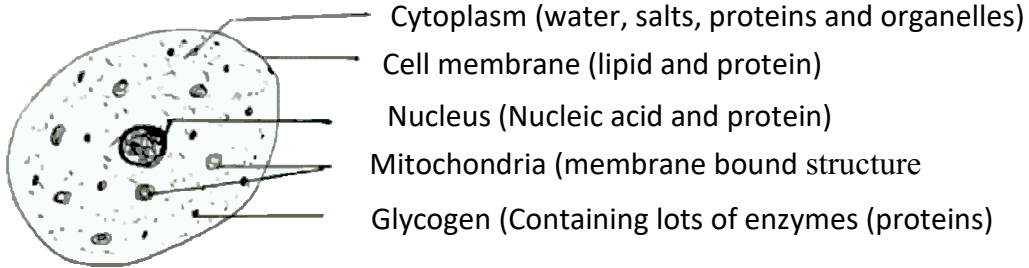 Cytoplasm (water, salts, proteins and organelles)
Cell membrane (lipid and protein)
Nucleus (Nucleic acid and protein)
Mitochondria (membrane bound structure
Glycogen (Containing lots of enzymes (proteins)